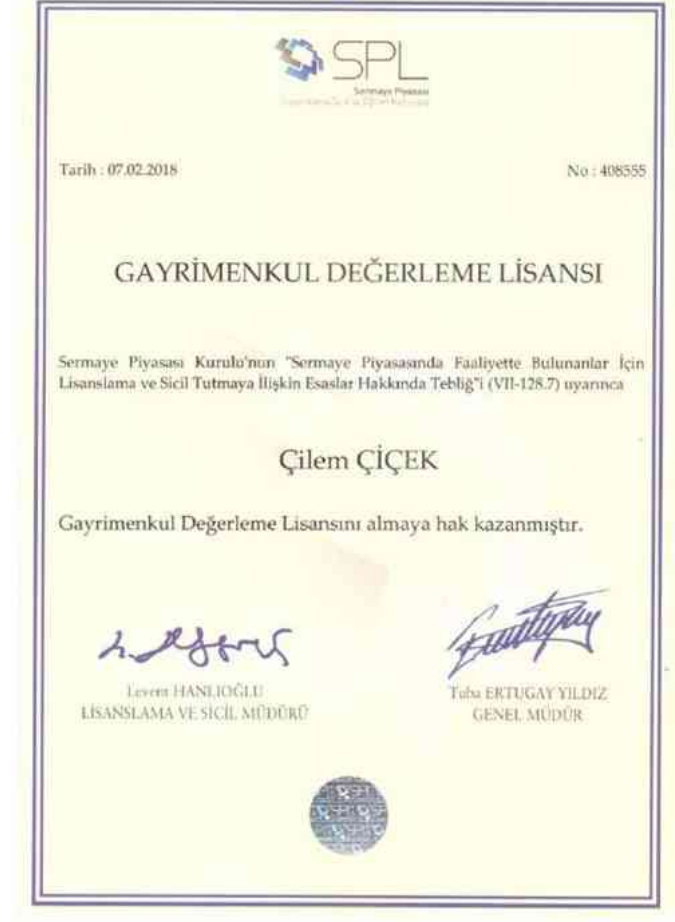 SPL
Sermaye Piyasası
Tarih : 07.02.2018
No : 408555
GAYRİMENKUL DEĞERLEME LİSANSI
Sermaye Piyasası Kurulu'nun "Sermaye Piyasasında Faaliyette Bulunanlar İçin
Lisanslama ve Sicil Tutmaya İlişkin Esaslar Hakkında Tebliğ"i (VII-128.7) uyarınca
Çilem ÇİÇEK
Gayrimenkul Değerleme Lisansını almaya hak kazanmıştır.
Levent HANLIOĞLU
LİSANSLAMA VE SİCİL MÜDÜRÜ
Tuba ERTUGAY YILDIZ
GENEL MÜDÜR